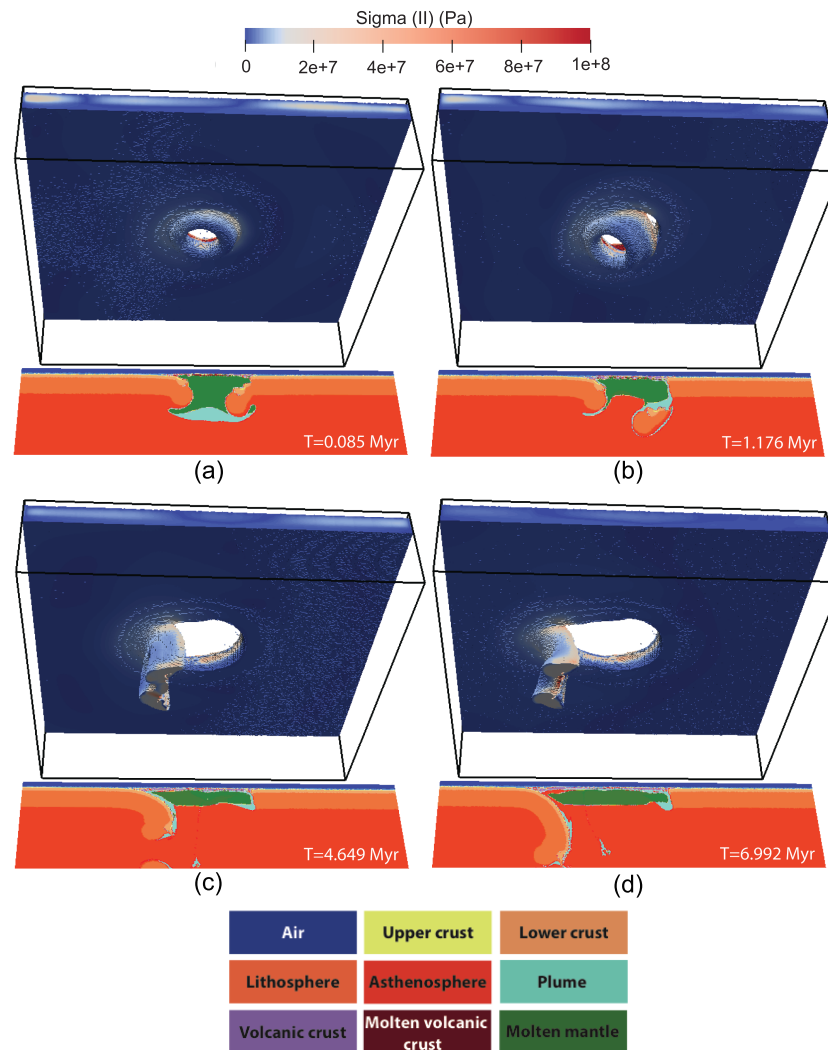 Sigma (II) (Pa)
0 2e+7 4e+7 6e+7 8e+7 1e+8
T=0.085 Myr
T=1.176 Myr
(a)
(b)
T=4.649 Myr
T=6.992 Myr
(c)
(d)
Air Upper crust Lower crust
Lithosphere Asthenosphere Plume
Volcanic crust Molten volcanic crust Molten mantle